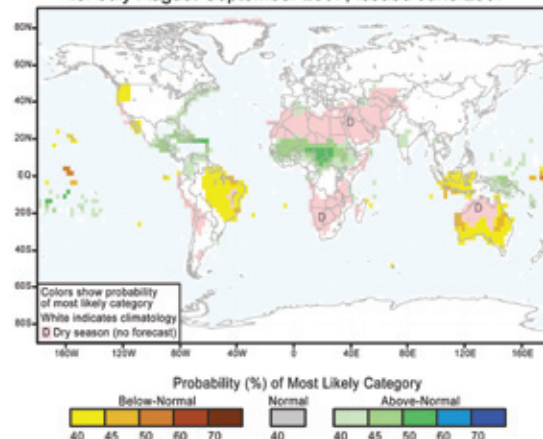 80N
60N
40N
20N
EQ
20S
40S
60S
80S
D
D
D
Colors show probability
of most likely category
White indicates climatology
D Dry season (no forecast)
160W 120W 80W 40W 0 40E 80E 120E 160E
Probability (%) of Most Likely Category
Below-Normal Normal Above-Normal
40 45 50 60 70 40 40 45 50 60 70